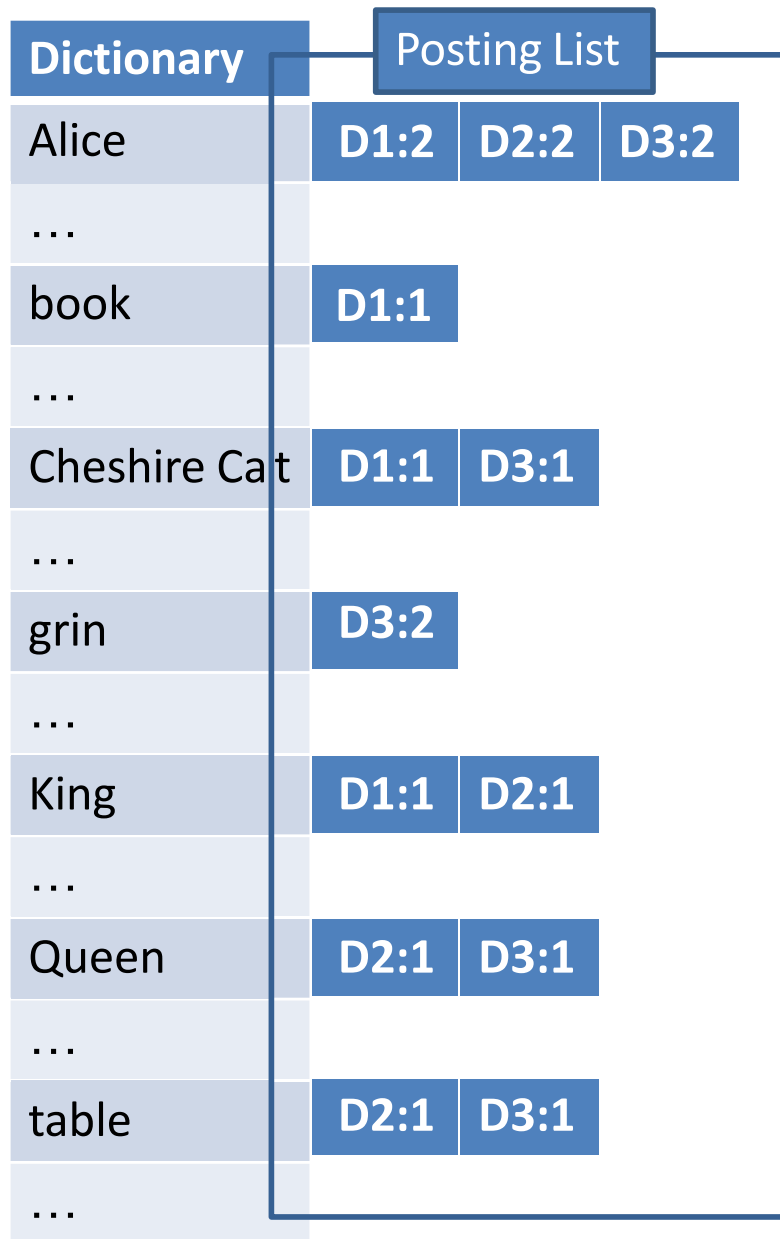 Dictionary Posting List
Alice D1:2 D2:2 D3:2
...
book D1:1
...
Cheshire Cat D1:1 D3:1
...
grin D3:2
...
King D1:1 D2:1
...
Queen D2:1 D3:1
...
table D2:1 D3:1
...